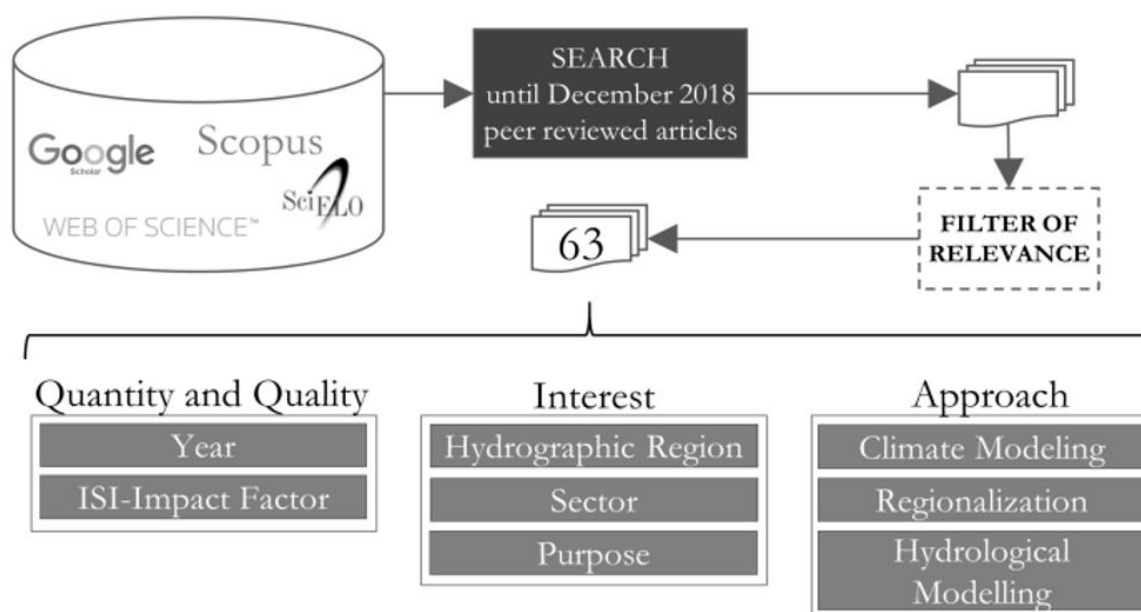 SEARCH
until December 2018
peer reviewed articles
Google
Scholar
Scopus
SciELO
WEB OF SCIENCE™
FILTER OF
RELEVANCE
63
Quantity and Quality
Year
ISI-Impact Factor
Interest
Hydrographic Region
Sector
Purpose
Approach
Climate Modeling
Regionalization
Hydrological
Modelling